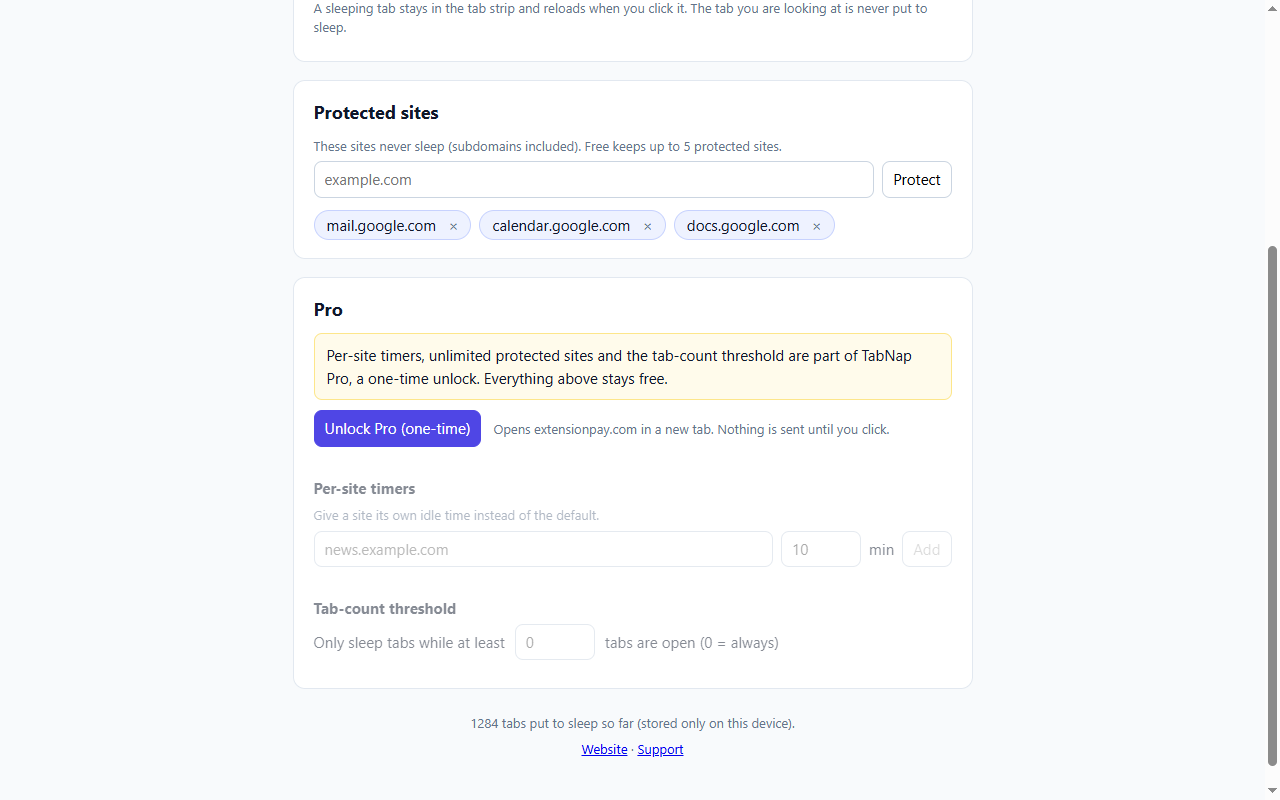 A sleeping tab stays in the tab strip and reloads when you click it. The tab you are looking at is never put to
sleep.
Protected sites
These sites never sleep (subdomains included). Free keeps up to 5 protected sites.
example.com
Protect
mail.google.com ×
calendar.google.com ×
docs.google.com ×
Pro
Per-site timers, unlimited protected sites and the tab-count threshold are part of TabNap
Pro, a one-time unlock. Everything above stays free.
Unlock Pro (one-time)
Opens extensionpay.com in a new tab. Nothing is sent until you click.
Per-site timers
Give a site its own idle time instead of the default.
news.example.com
10
min
Add
Tab-count threshold
Only sleep tabs while at least 0 tabs are open (0 = always)
1284 tabs put to sleep so far (stored only on this device).
Website · Support